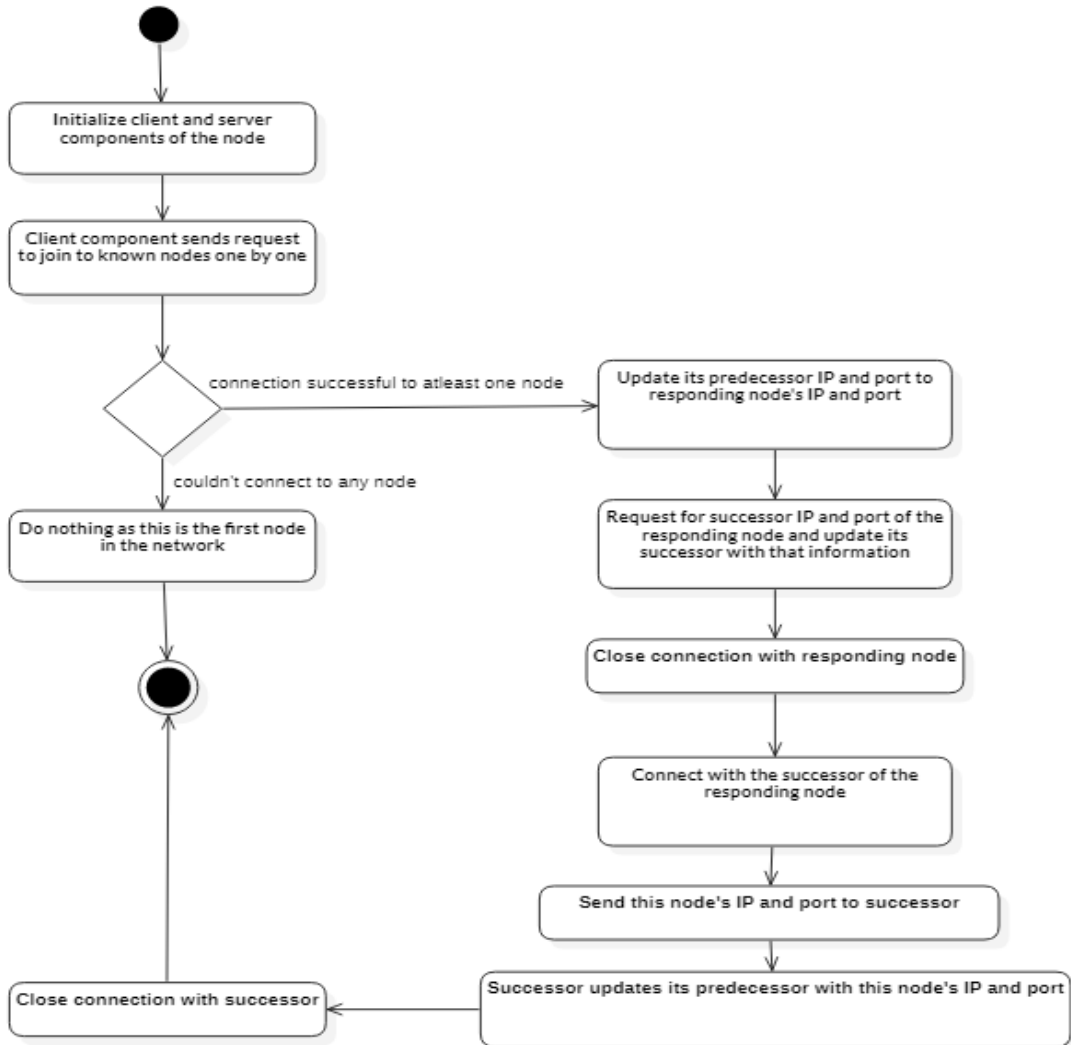 Initialize client and server
components of the node
Client component sends request
to join to known nodes one by one
connection successful to atleast one node
Update its predecessor IP and port to
responding node's IP and port
couldn't connect to any node
Do nothing as this is the first node
in the network
Request for successor IP and port of the
responding node and update its
successor with that information
Close connection with responding node
Connect with the successor of the
responding node
Send this node's IP and port to successor
Successor updates its predecessor with this node's IP and port
Close connection with successor